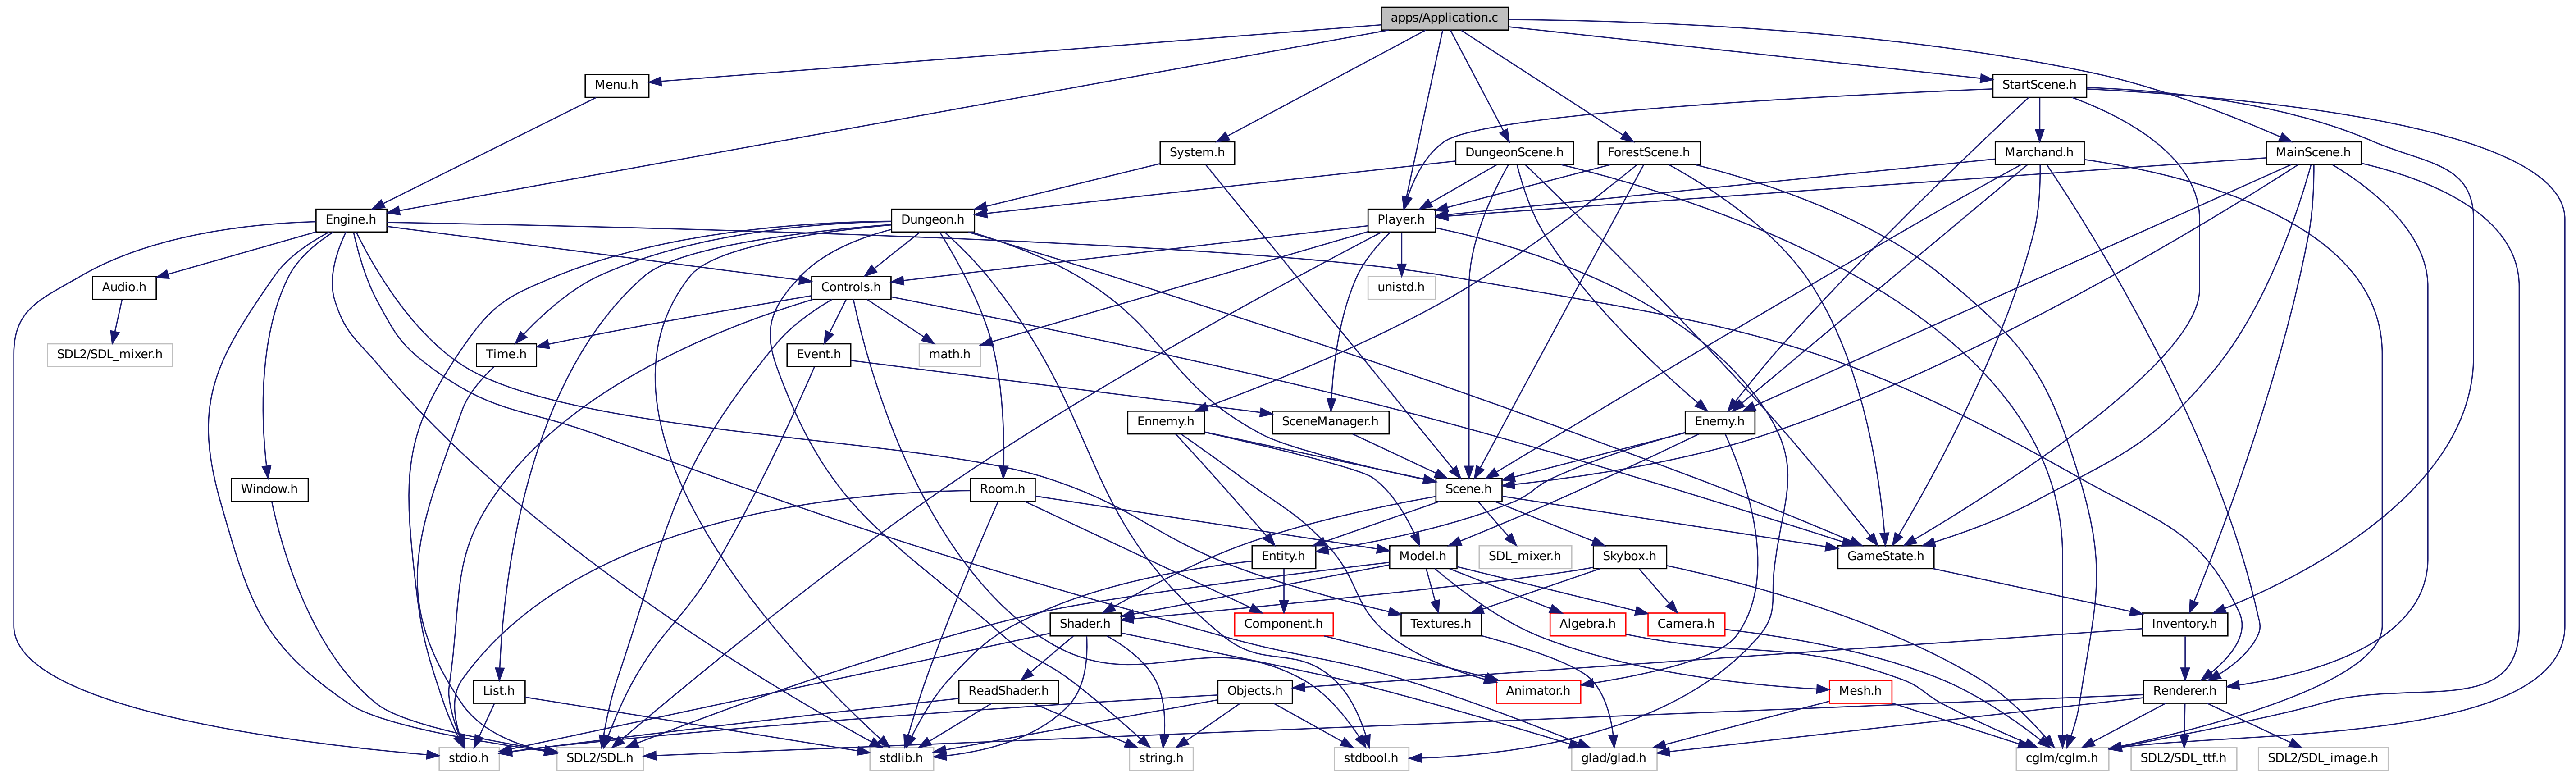 apps/Application.c
Menu.h
StartScene.h
System.h
DungeonScene.h
ForestScene.h
Marchand.h
MainScene.h
Engine.h
Dungeon.h
Player.h
Audio.h
Controls.h
unistd.h
SDL2/SDL_mixer.h
Time.h
Event.h
math.h
Ennemy.h
SceneManager.h
Enemy.h
Window.h
Room.h
Scene.h
Entity.h
Model.h
SDL_mixer.h
Skybox.h
GameState.h
Shader.h
Component.h
Textures.h
Algebra.h
Camera.h
Inventory.h
List.h
ReadShader.h
Objects.h
Animator.h
Mesh.h
Renderer.h
stdio.h
SDL2/SDL.h
stdlib.h
string.h
stdbool.h
glad/glad.h
cglm/cglm.h
SDL2/SDL_ttf.h
SDL2/SDL_image.h